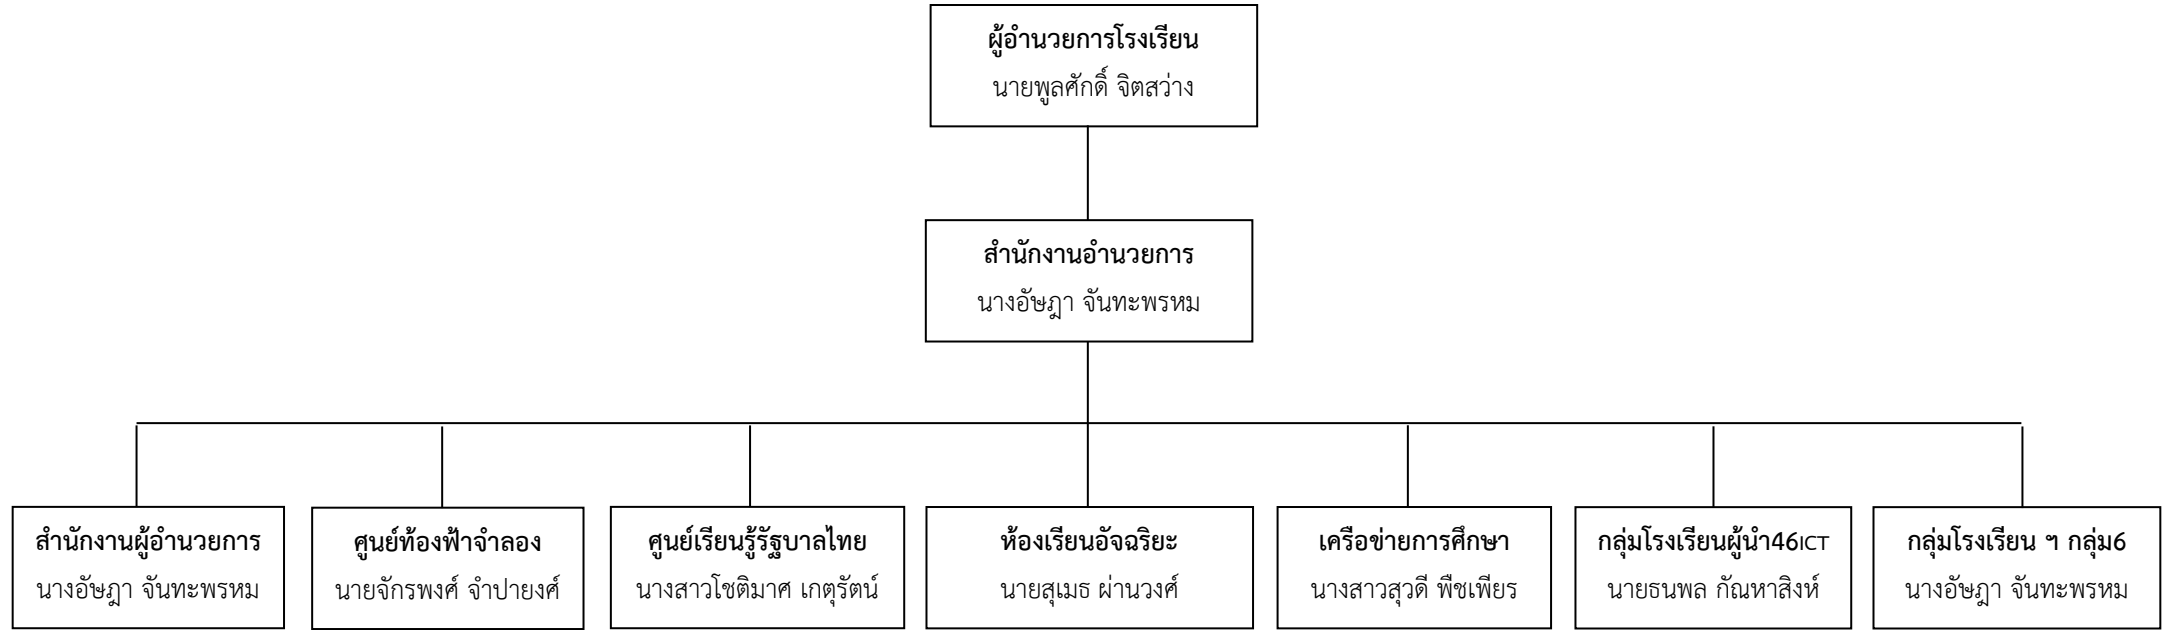 ผู้อำนวยการโรงเรียน
นายพูลศักดิ์ จิตสว่าง
สำนักงานอำนวยการ
นางอัษฎา จันทะพรหม
สำนักงานผู้อำนวยการ
นางอัษฎา จันทะพรหม
ศูนย์ท้องฟ้าจำลอง
นายจักรพงศ์ จำปายงศ์
ศูนย์เรียนรู้รัฐบาลไทย
นางสาวโชติมาศ เกตุรัตน์
ห้องเรียนอัจฉริยะ
นายสุเมธ ผ่านวงศ์
เครือข่ายการศึกษา
นางสาวสุวดี พืชเพียร
กลุ่มโรงเรียนผู้นำ46ICT
นายธนพล กัณหาสิงห์
กลุ่มโรงเรียน ฯ กลุ่ม6
นางอัษฎา จันทะพรหม